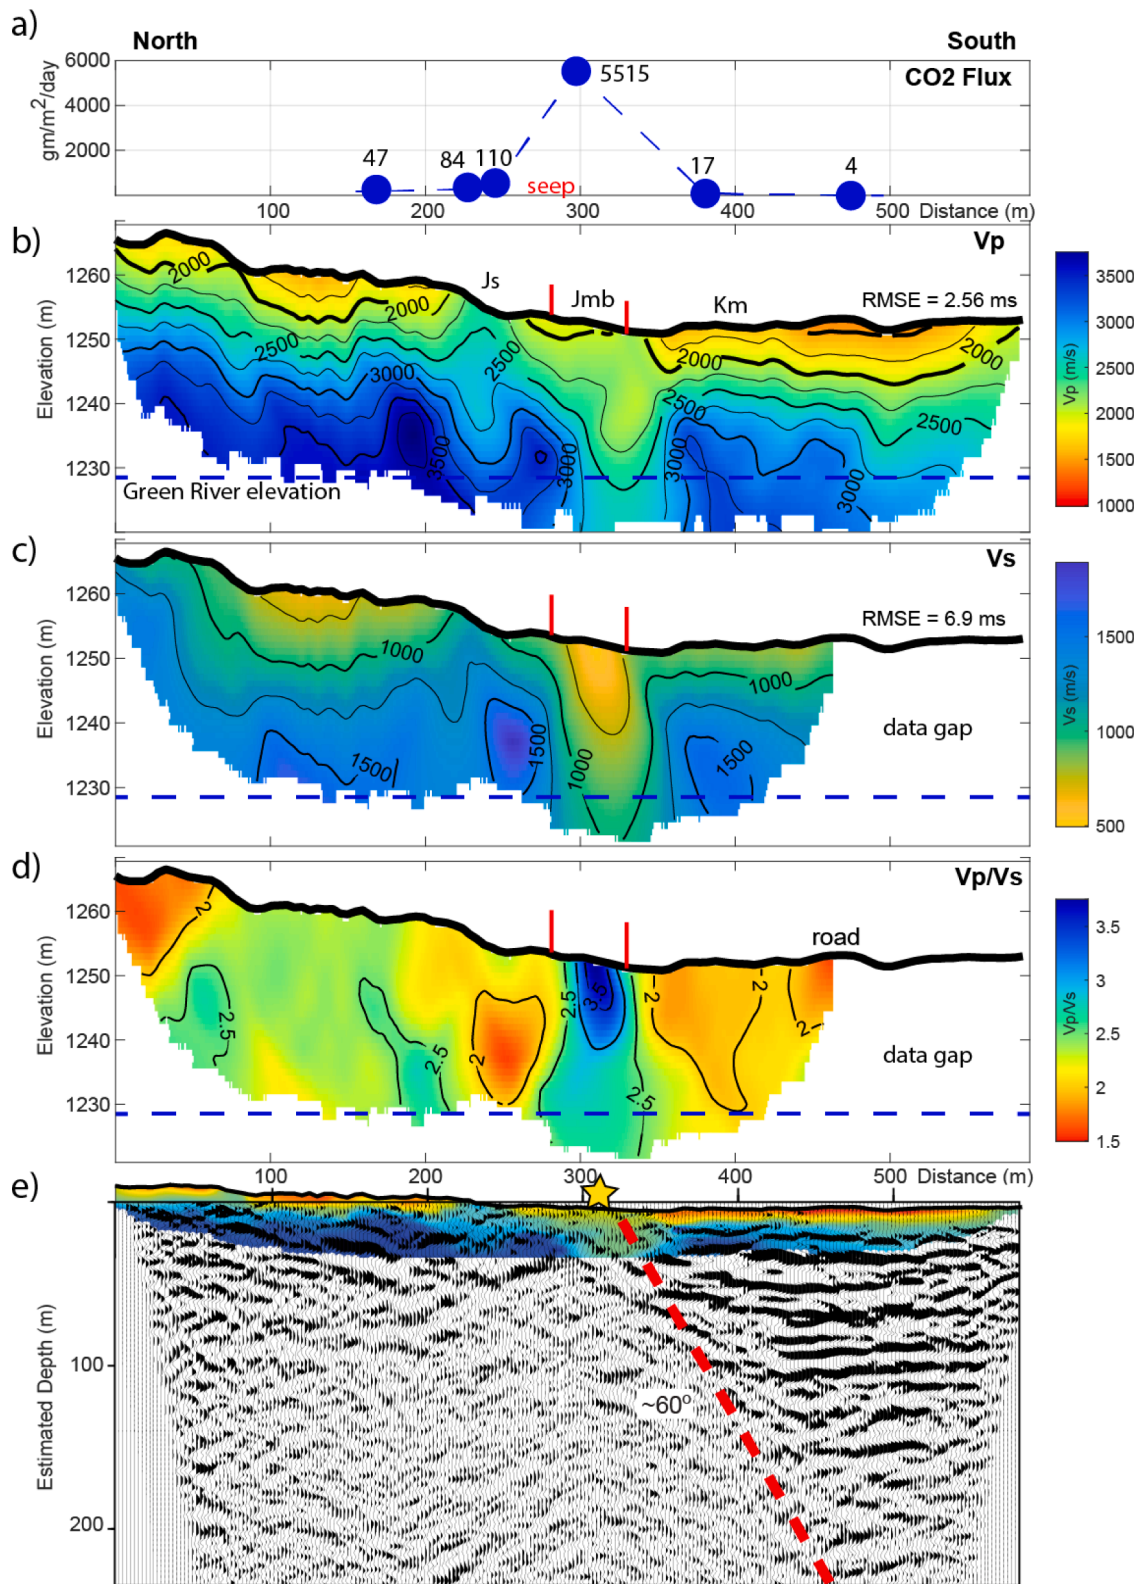 a)
North
South
6000
4000
2000
gm/m²/day
CO2 Flux
5515
47
84
110
17
4
seep
100
200
300
400
500
Distance (m)
b)
Vp
1260
1250
1240
1230
Elevation (m)
Js
Jmb
Km
RMSE = 2.56 ms
2000
2000
2500
3000
3500
2500
3000
2000
2500
3000
2500
3000
2000
Green River elevation
3500
3000
2500
2000
1500
1000
Vp (m/s)
c)
Vs
1260
1250
1240
1230
Elevation (m)
RMSE = 6.9 ms
1000
1500
1500
1000
1000
1500
data gap
1500
1000
500
Vs (m/s)
d)
Vp/Vs
1260
1250
1240
1230
Elevation (m)
road
2
2.5
2.5
2
2.5
3.5
2.5
2
2
2
data gap
3.5
3
2.5
2
1.5
Vp/Vs
100
200
300
400
500
Distance (m)
e)
100
200
Estimated Depth (m)
~60°